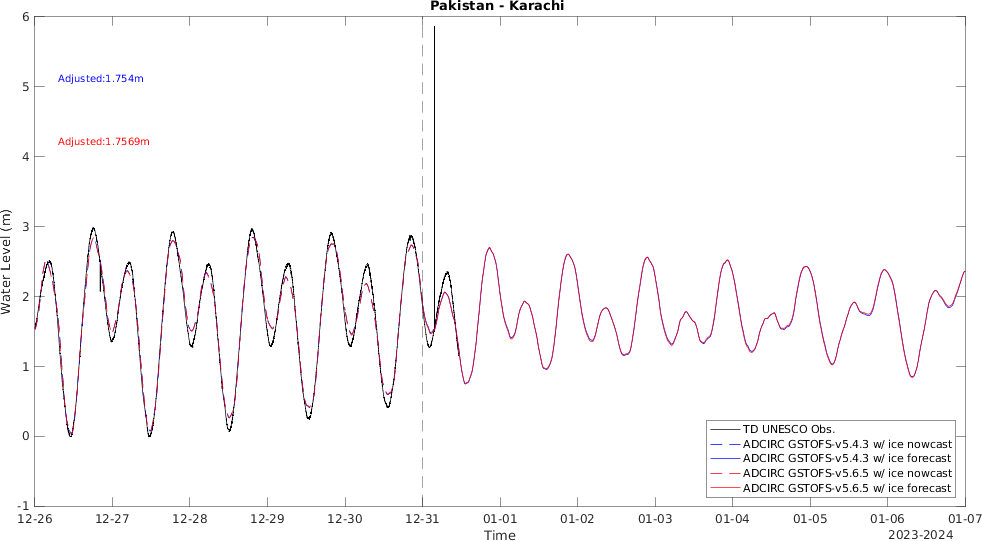 Pakistan - Karachi
6
5
4
3
2
1
0
-1
Water Level (m)
Adjusted:1.754m
Adjusted:1.7569m
TD UNESCO Obs.
ADCIRC GSTOFS-v5.4.3 w/ ice nowcast
ADCIRC GSTOFS-v5.4.3 w/ ice forecast
ADCIRC GSTOFS-v5.6.5 w/ ice nowcast
ADCIRC GSTOFS-v5.6.5 w/ ice forecast
12-26 12-27 12-28 12-29 12-30 12-31 01-01 01-02 01-03 01-04 01-05 01-06 01-07
Time
2023-2024